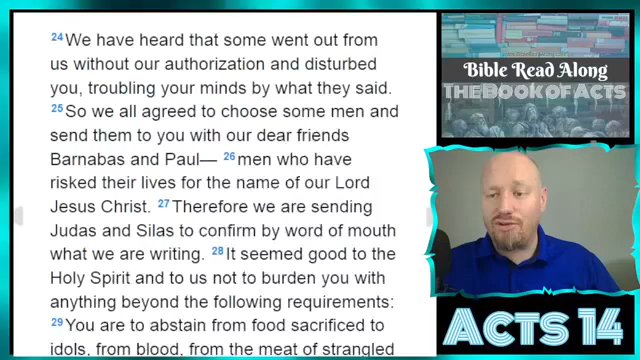 24 We have heard that some went out from
us without our authorization and disturbed
you, troubling your minds by what they said.
25 So we all agreed to choose some men and
send them to you with our dear friends
Barnabas and Paul— 26 men who have
risked their lives for the name of our Lord
Jesus Christ. 27 Therefore we are sending
Judas and Silas to confirm by word of mouth
what we are writing. 28 It seemed good to the
Holy Spirit and to us not to burden you with
anything beyond the following requirements:
29 You are to abstain from food sacrificed to
idols, from blood, from the meat of strangled
Bible Read Along
The Book of Acts
Acts 14